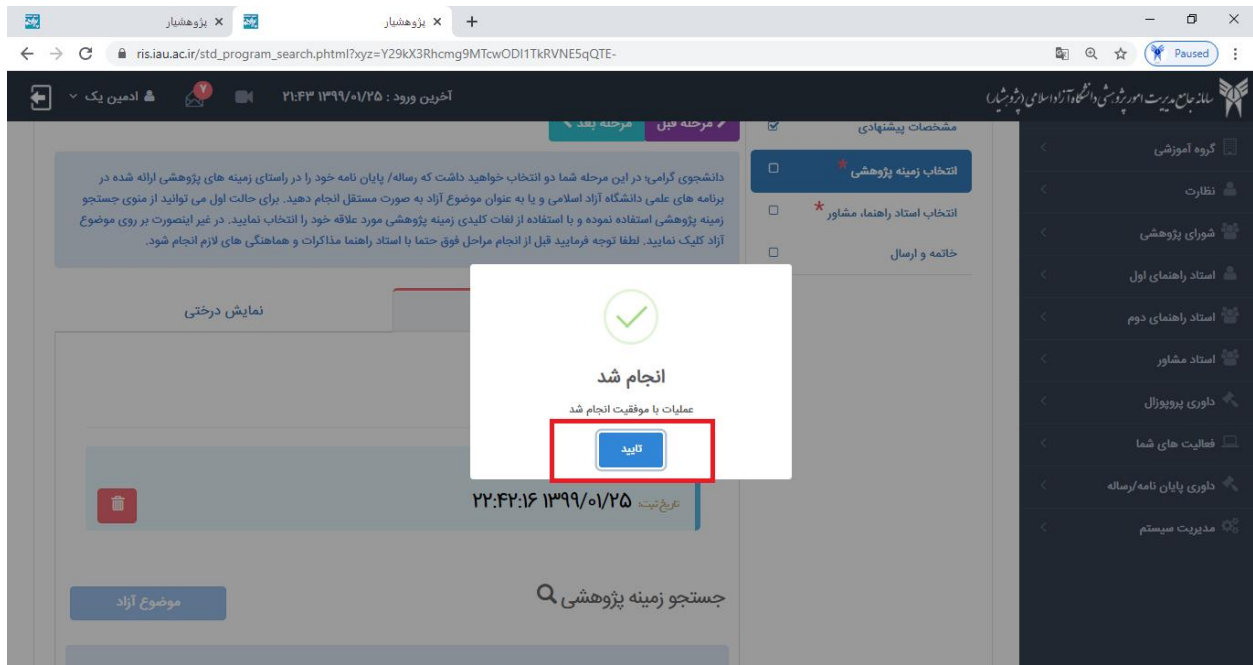 پژوهشیار
پژوهشیار
ris.iau.ac.ir/std_program_search.phtml?xyz=Y29kX3Rhcmg9MTcwODI1TkRVNE5qQTE-
Paused
سامانه جامع مدیریت امور پژوهشی دانشگاه آزاد اسلامی (پژوهشیار)
آخرین ورود : ۱۳۹۹/۰۱/۲۵ ۲۱:۴۳
۷
ادمین یک
گروه آموزشی
نظارت
شورای پژوهشی
استاد راهنمای اول
استاد راهنمای دوم
استاد مشاور
داوری پروپوزال
فعالیت های شما
داوری پایان نامه/رساله
مدیریت سیستم
مشخصات پیشنهادی
انتخاب زمینه پژوهشی *
انتخاب استاد راهنما، مشاور *
خاتمه و ارسال
مرحله قبل
مرحله بعد
دانشجوی گرامی؛ در این مرحله شما دو انتخاب خواهید داشت که رساله/ پایان نامه خود را در راستای زمینه های پژوهشی ارائه شده در
برنامه های علمی دانشگاه آزاد اسلامی و یا به عنوان موضوع آزاد به صورت مستقل انجام دهید. برای حالت اول می توانید از منوی جستجو
زمینه پژوهشی استفاده نموده و با استفاده از لغات کلیدی زمینه پژوهشی مورد علاقه خود را انتخاب نمایید. در غیر اینصورت بر روی موضوع
آزاد کلیک نمایید. لطفا توجه فرمایید قبل از انجام مراحل فوق حتما با استاد راهنما مذاکرات و هماهنگی های لازم انجام شود.
نمایش درختی
انجام شد
عملیات با موفقیت انجام شد
تایید
تاریخ ثبت: ۱۳۹۹/۰۱/۲۵ ۲۲:۴۲:۱۶
جستجو زمینه پژوهشی
موضوع آزاد